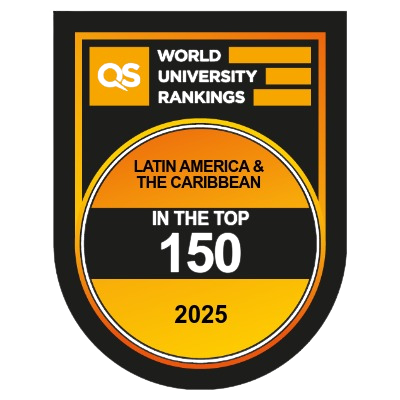 QS
WORLD
UNIVERSITY
RANKINGS
LATIN AMERICA &
THE CARIBBEAN
IN THE TOP
150
2025